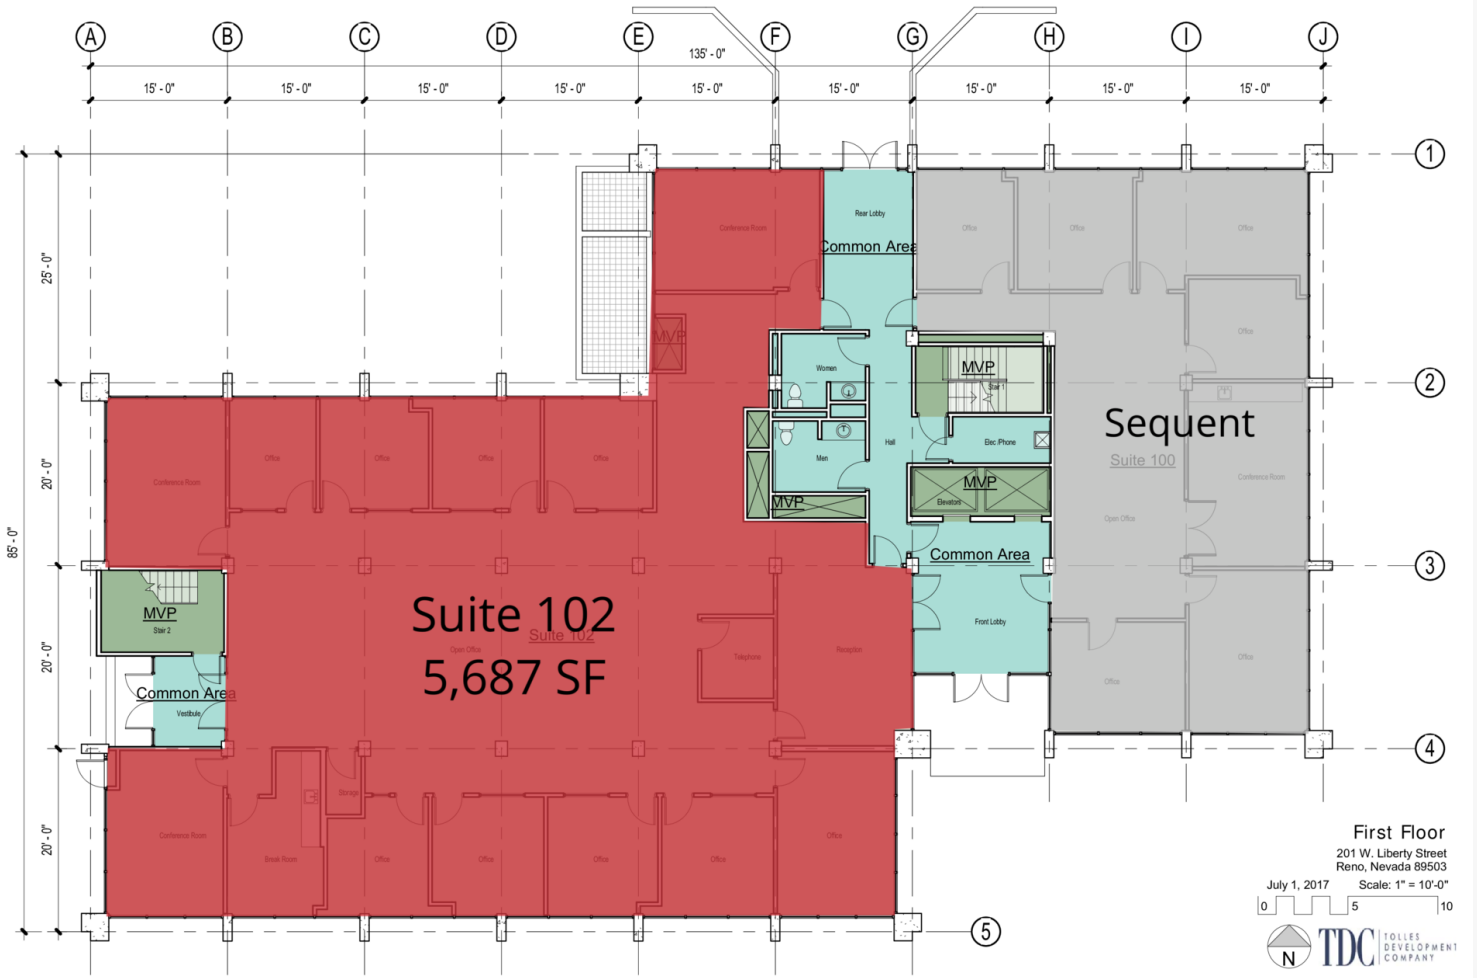 A B C D E F G H I J
135' - 0"
15' - 0" 15' - 0" 15' - 0" 15' - 0" 15' - 0" 15' - 0" 15' - 0" 15' - 0" 15' - 0"
1
Rear Lobby
Conference Room
Office
Office
Office
Common Area
25' - 0"
MVP
Office
Women
MVP
Stair 1
2
Sequent
Hall
Elec /Phone
Office
Office
Office
Office
Men
Suite 100
20' - 0"
Conference Room
Conference Room
MVP
Elevators
MVP
Open Office
85' - 0"
Common Area
3
MVP
Suite 102
Stair 2
Suite 102
Front Lobby
Open Office
Telephone
Reception
Office
20' - 0"
5,687 SF
Office
Common Area
Vestibule
4
Storage
Conference Room
Office
20' - 0"
Break Room
Office
Office
Office
Office
First Floor
201 W. Liberty Street
Reno, Nevada 89503
July 1, 2017 Scale: 1" = 10'-0"
0 5 10
5
N
TDC
TOLLES
DEVELOPMENT
COMPANY